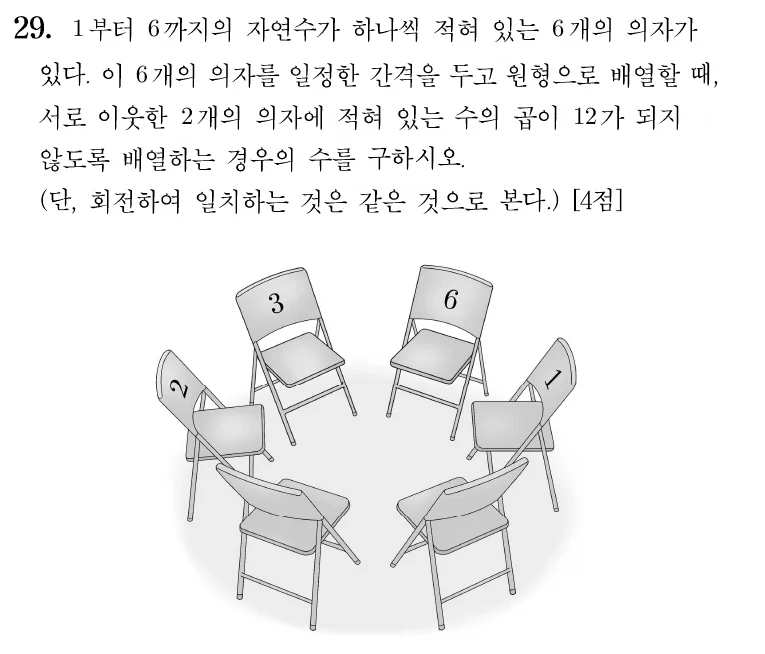 29. 1부터 6까지의 자연수가 하나씩 적혀 있는 6개의 의자가
있다. 이 6개의 의자를 일정한 간격을 두고 원형으로 배열할 때,
서로 이웃한 2개의 의자에 적혀 있는 수의 곱이 12가 되지
않도록 배열하는 경우의 수를 구하시오.
(단, 회전하여 일치하는 것은 같은 것으로 본다.) [4점]
3 6
2 1